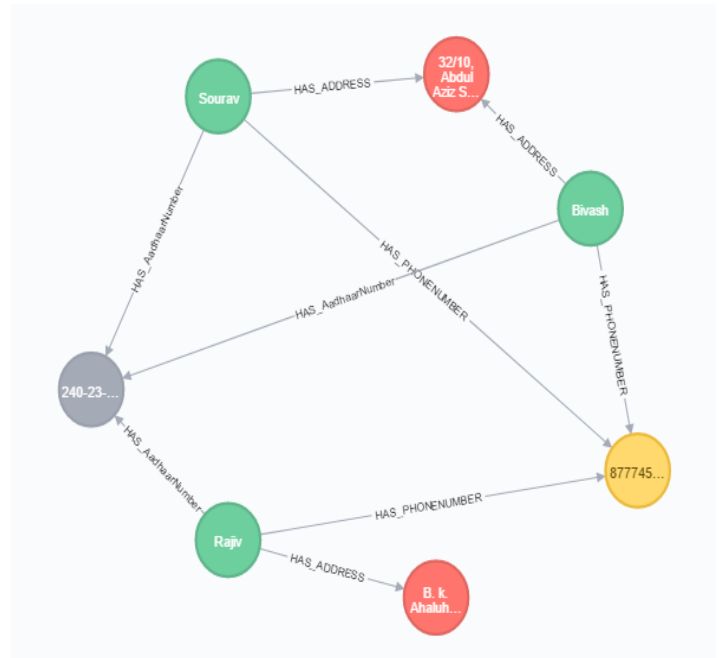 32/10,
Abdul
Aziz S...
Sourav
HAS_ADDRESS
HAS_ADDRESS
Bivash
HAS_AadhaarNumber
HAS_PHONENUMBER
HAS_AadhaarNumber
HAS_PHONENUMBER
240-23-...
877745...
HAS_AadhaarNumber
HAS_PHONENUMBER
Rajiv
HAS_ADDRESS
B. k.
Ahaluh...